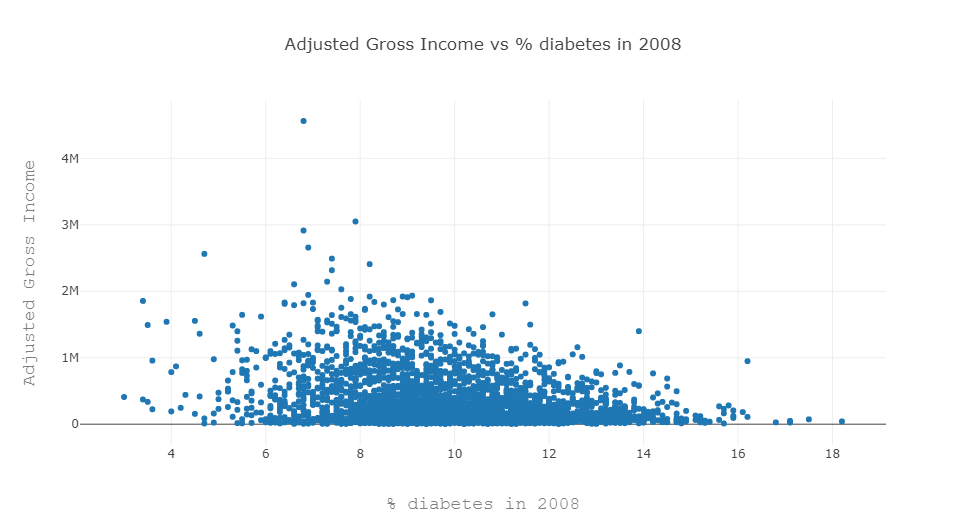 Adjusted Gross Income vs % diabetes in 2008
Adjusted Gross Income
4M
3M
2M
1M
0
4 6 8 10 12 14 16 18
% diabetes in 2008